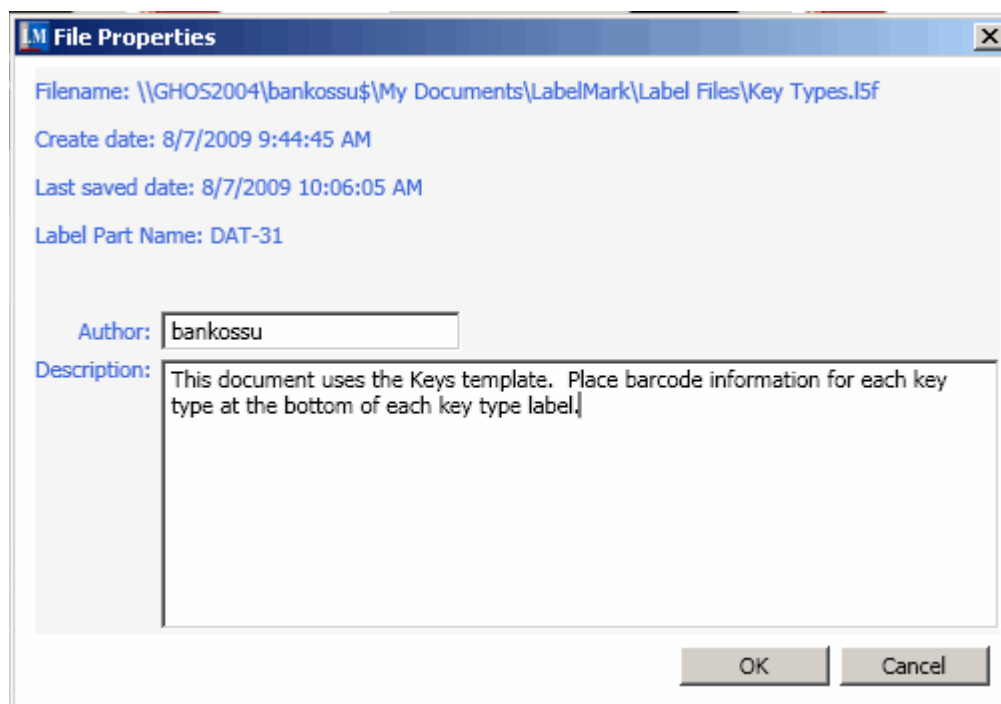 LM File Properties
Filename: \\GHOS2004\bankossu$\My Documents\LabelMark\Label Files\Key Types.l5f
Create date: 8/7/2009 9:44:45 AM
Last saved date: 8/7/2009 10:06:05 AM
Label Part Name: DAT-31
Author: bankossu
Description: This document uses the Keys template.  Place barcode information for each key
type at the bottom of each key type label.
OK Cancel